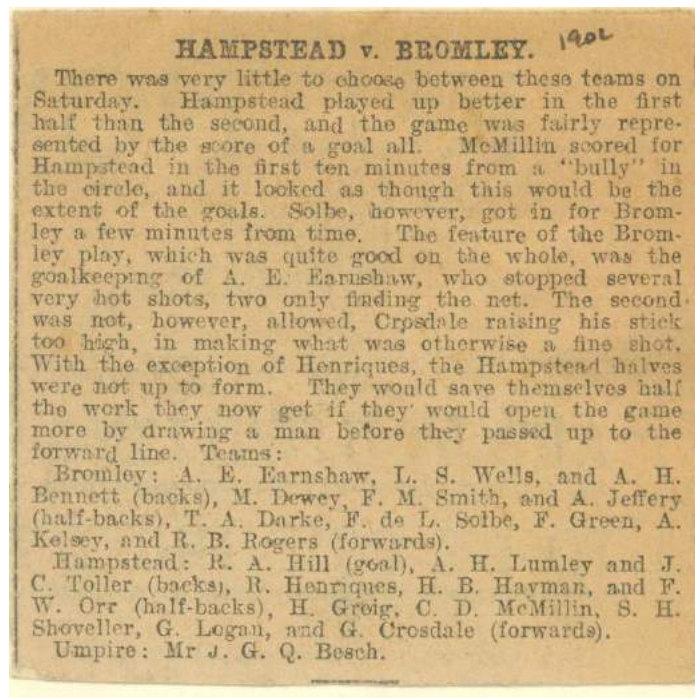 HAMPSTEAD v. BROMLEY. 1902
There was very little to choose between these teams on
Saturday. Hampstead played up better in the first
half than the second, and the game was fairly repre-
sented by the score of a goal all. McMillin scored for
Hampstead in the first ten minutes from a "bully" in
the circle, and it looked as though this would be the
extent of the goals. Solbe, however, got in for Brom-
ley a few minutes from time. The feature of the Brom-
ley play, which was quite good on the whole, was the
goalkeeping of A. E. Earnshaw, who stopped several
very hot shots, two only finding the net. The second
was not, however, allowed, Crosdale raising his stick
too high, in making what was otherwise a fine shot.
With the exception of Henriques, the Hampstead halves
were not up to form. They would save themselves half
the work they now get if they would open the game
more by drawing a man before they passed up to the
forward line. Teams:
Bromley: A. E. Earnshaw, L. S. Wells, and A. H.
Bennett (backs), M. Dewey, F. M. Smith, and A. Jeffery
(half-backs), T. A. Darke, F. de L. Solbe, F. Green, A.
Kelsey, and R. B. Rogers (forwards).
Hampstead: R. A. Hill (goal), A. H. Lumley and J.
C. Toller (backs), R. Henriques, H. B. Hayman, and F.
W. Orr (half-backs), H. Greig, C. D. McMillin, S. H.
Shoveller, G. Logan, and G. Crosdale (forwards).
Umpire: Mr J. G. Q. Besch.